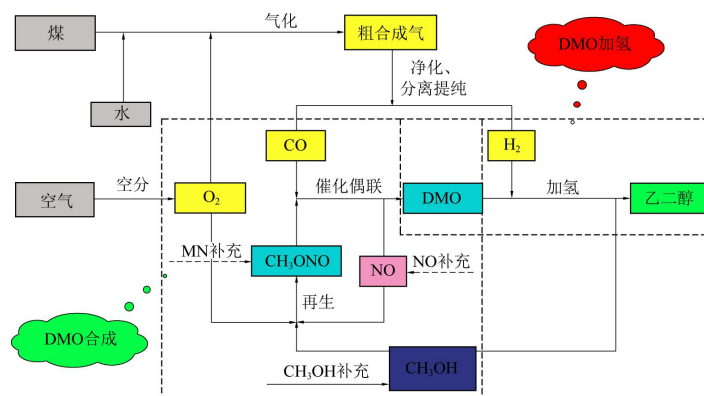 煤
气化
粗合成气
DMO加氢
净化、
分离提纯
水
CO
H₂
空气
空分
O₂
催化偶联
DMO
加氢
乙二醇
MN补充
CH₃ONO
NO
NO补充
再生
DMO合成
CH₃OH补充
CH₃OH